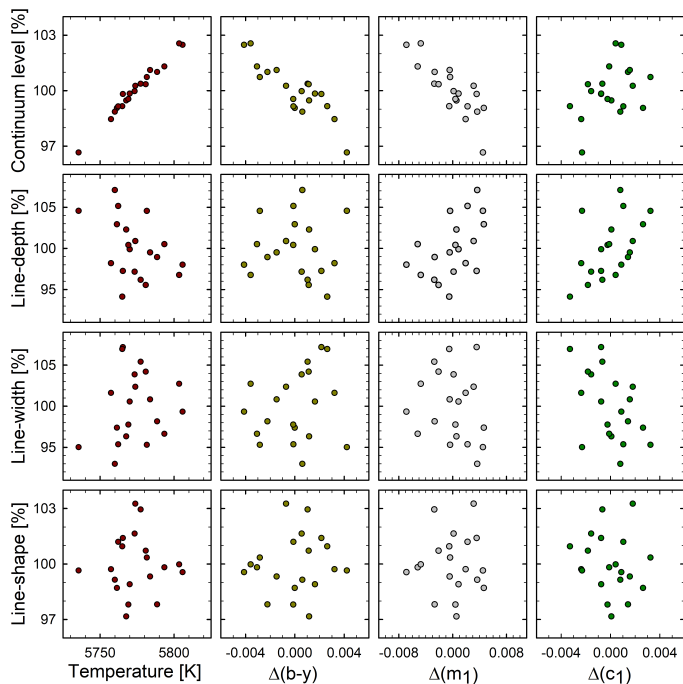 Continuum level [%]
103
100
97
Line-depth [%]
105
100
95
Line-width [%]
105
100
95
Line-shape [%]
103
100
97
5750 5800 -0.004 0.000 0.004 -0.008 0.000 0.008 -0.004 0.000 0.004
Temperature [K] Δ(b-y) Δ(m1) Δ(c1)